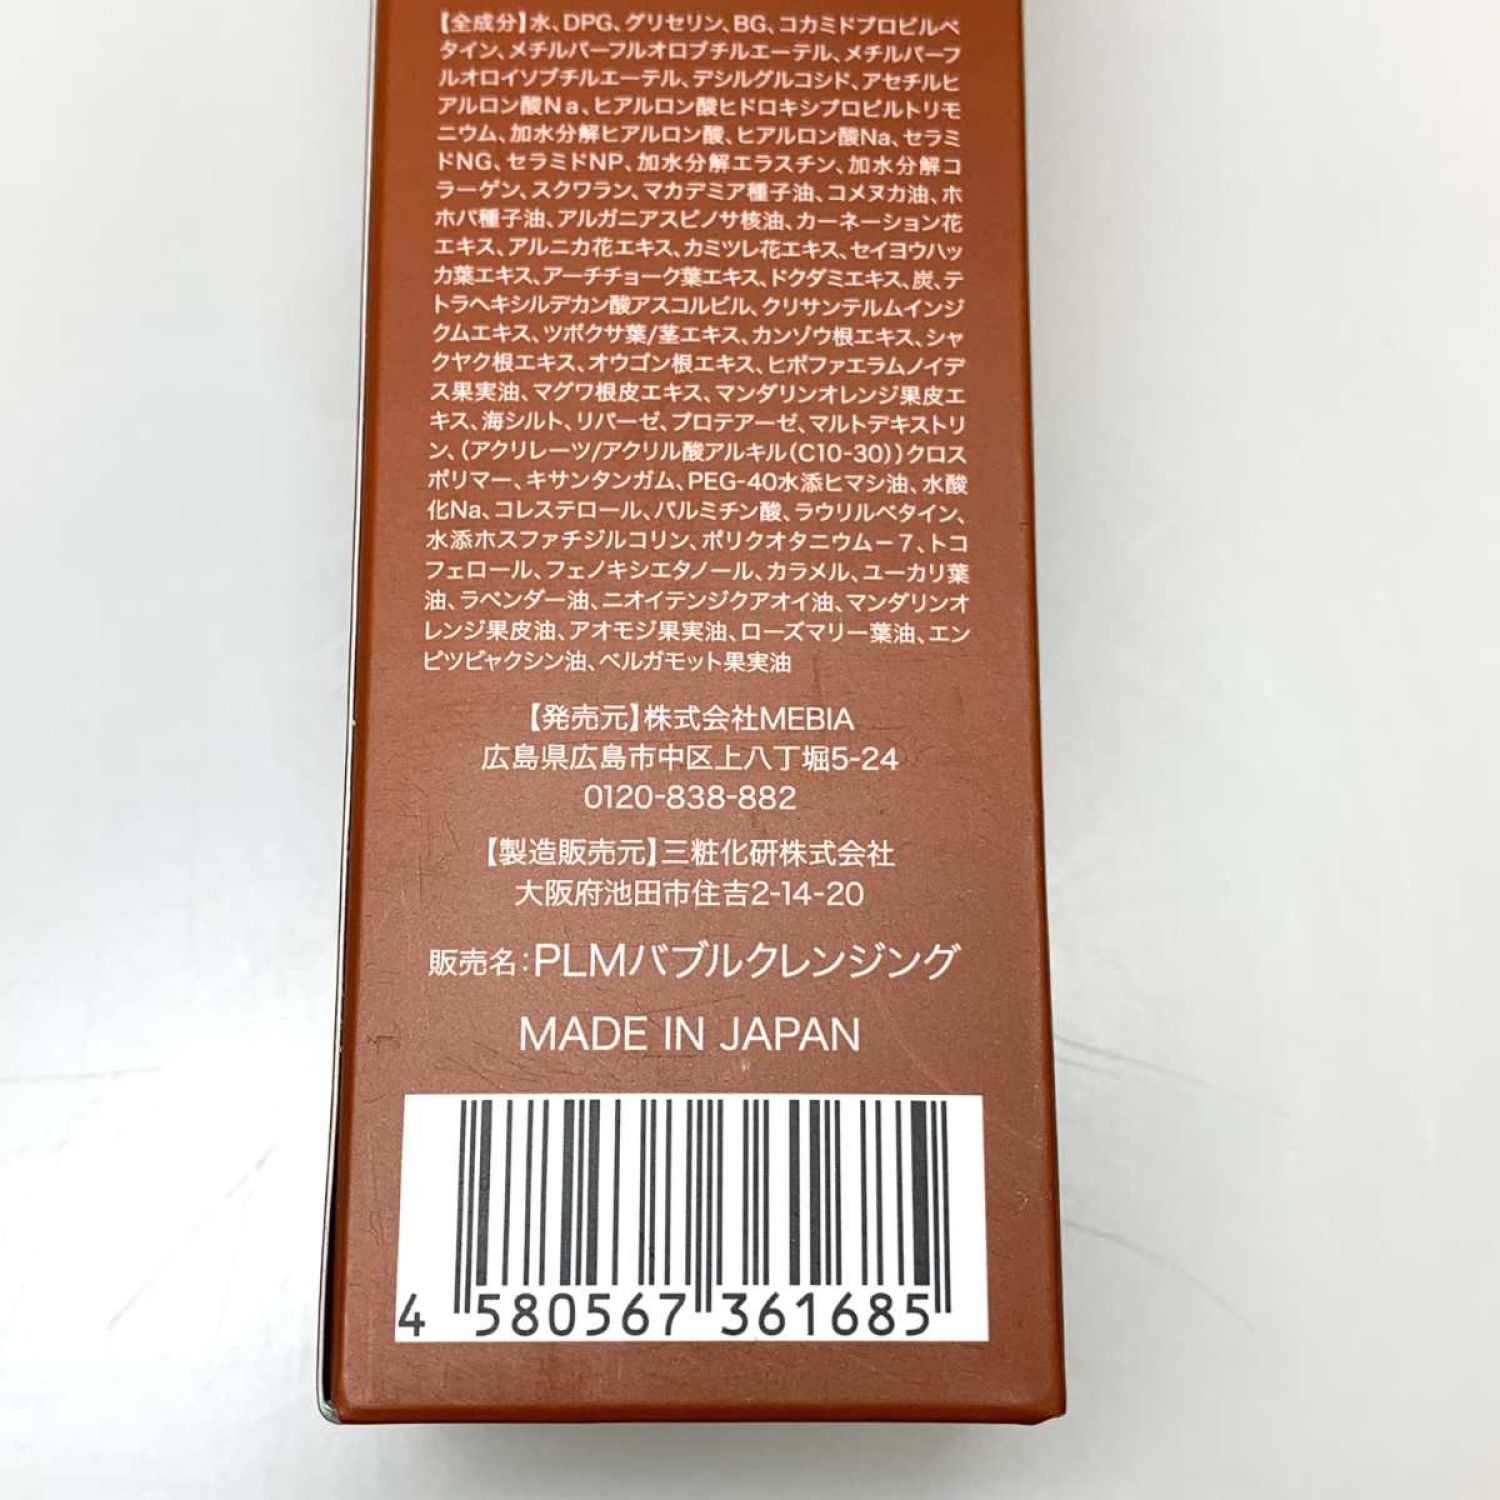 【全成分】水、DPG、グリセリン、BG、コカミドプロピルベ
タイン、メチルパーフルオロブチルエーテル、メチルパーフ
ルオロイソブチルエーテル、デシルグルコシド、アセチルヒ
アルロン酸Na、ヒアルロン酸ヒドロキシプロピルトリモ
ニウム、加水分解ヒアルロン酸、ヒアルロン酸Na、セラミ
ドNG、セラミドNP、加水分解エラスチン、加水分解コ
ラーゲン、スクワラン、マカデミア種子油、コメヌカ油、ホ
ホバ種子油、アルガニアスピノサ核油、カーネーション花
エキス、アルニカ花エキス、カミツレ花エキス、セイヨウハッ
カ葉エキス、アーチチョーク葉エキス、ドクダミエキス、炭、テ
トラヘキシルデカン酸アスコルビル、クリサンテルムインジ
クムエキス、ツボクサ葉/茎エキス、カンゾウ根エキス、シャ
クヤク根エキス、オウゴン根エキス、ヒポファエラムノイデ
ス果実油、マグワ根皮エキス、マンダリンオレンジ果皮エ
キス、海シルト、リパーゼ、プロテアーゼ、マルトデキストリ
ン、(アクリレーツ/アクリル酸アルキル(C10-30))クロス
ポリマー、キサンタンガム、PEG-40水添ヒマシ油、水酸
化Na、コレステロール、パルミチン酸、ラウリルベタイン、
水添ホスファチジルコリン、ポリクオタニウム－7、トコ
フェロール、フェノキシエタノール、カラメル、ユーカリ葉
油、ラベンダー油、ニオイテンジクアオイ油、マンダリンオ
レンジ果皮油、アオモジ果実油、ローズマリー葉油、エン
ピツビャクシン油、ベルガモット果実油
【発売元】株式会社MEBIA
広島県広島市中区上八丁堀5-24
0120-838-882
【製造販売元】三粧化研株式会社
大阪府池田市住吉2-14-20
販売名：PLMバブルクレンジング
MADE IN JAPAN
4 580567 361685